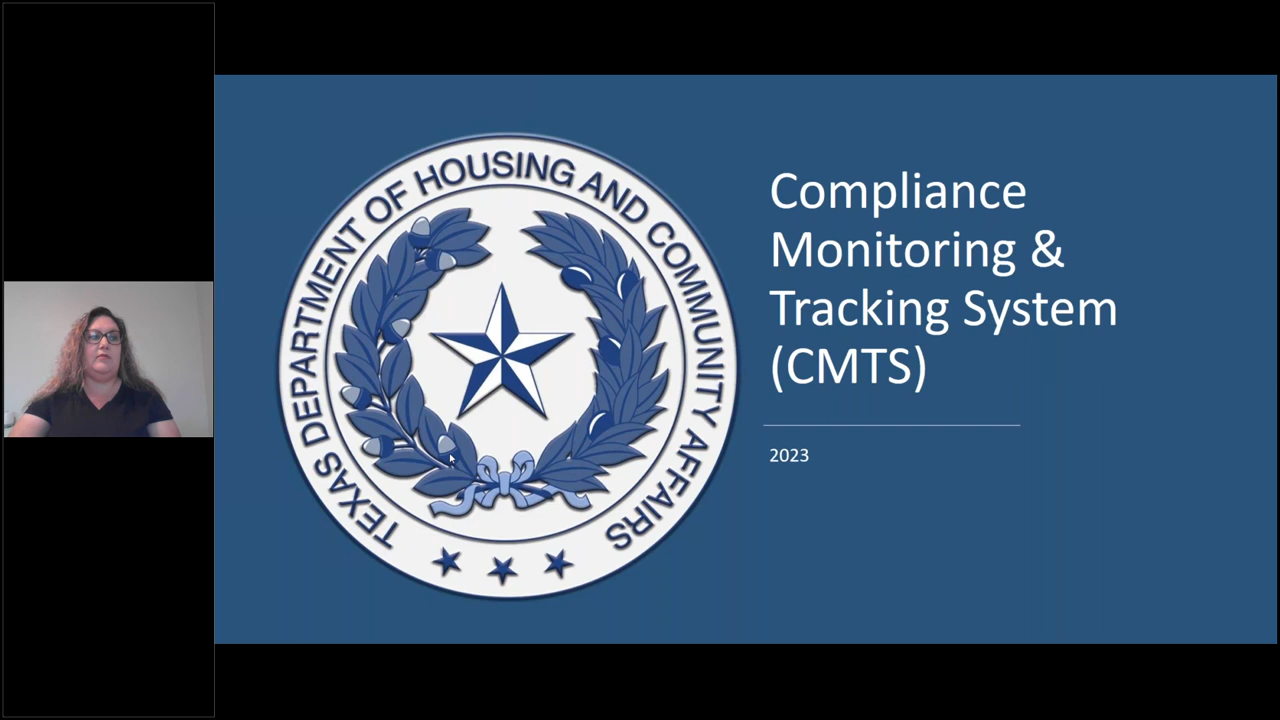 TEXAS DEPARTMENT OF HOUSING AND COMMUNITY AFFAIRS
Compliance
Monitoring &
Tracking System
(CMTS)
2023